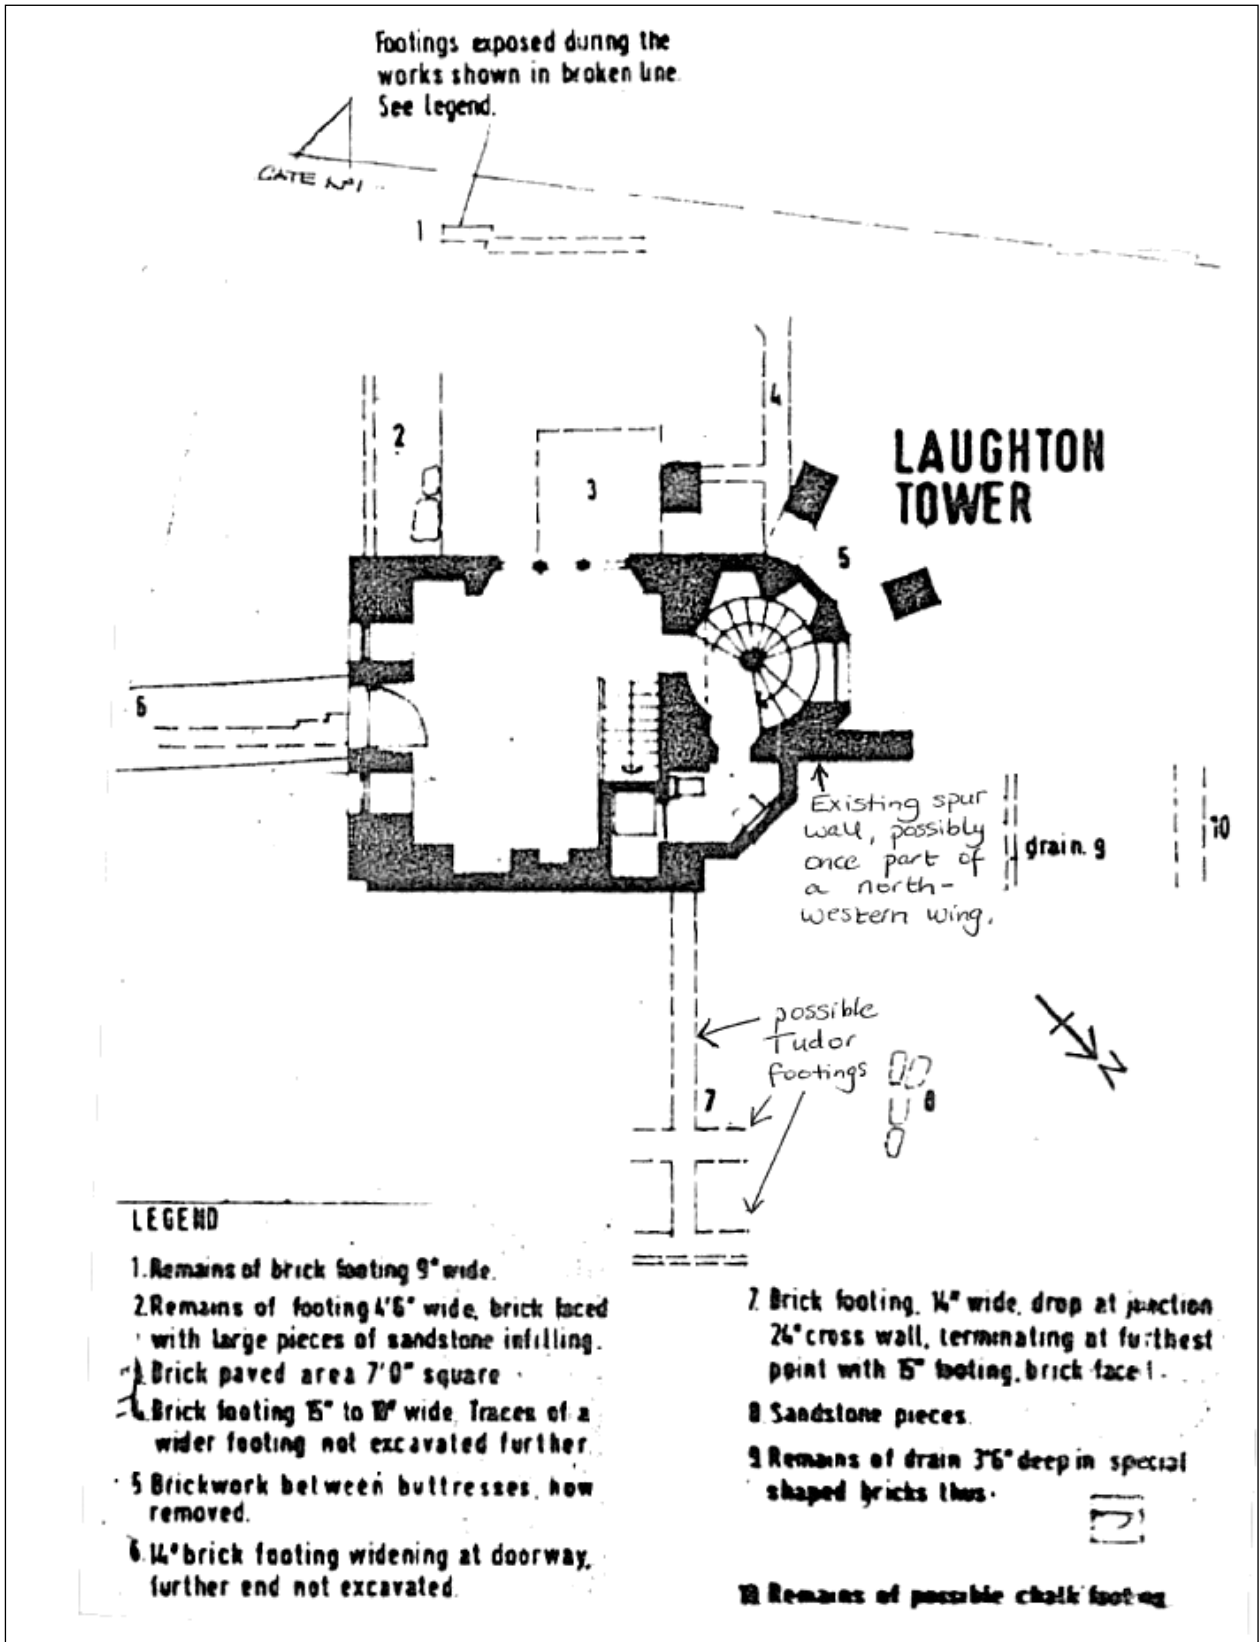 Footings exposed during the
works shown in broken line.
See legend.
GATE Nº1
1
2
3
4
LAUGHTON
TOWER
5
6
Existing spur
wall, possibly
once part of
a north-
western wing.
drain. 9
10
possible
Tudor
footings
7
8
N
LEGEND
1. Remains of brick footing 9" wide.
2. Remains of footing 4'6" wide, brick faced
with large pieces of sandstone infilling.
3. Brick paved area 7'0" square
4. Brick footing 15" to 18" wide. Traces of a
wider footing not excavated further.
5 Brickwork between buttresses, now
removed.
6. 14" brick footing widening at doorway,
further end not excavated.
7. Brick footing, 14" wide, drop at junction
24" cross wall, terminating at furthest
point with 15" footing, brick faced.
8 Sandstone pieces.
9 Remains of drain 3'6" deep in special
shaped bricks thus.
10 Remains of possible chalk footing